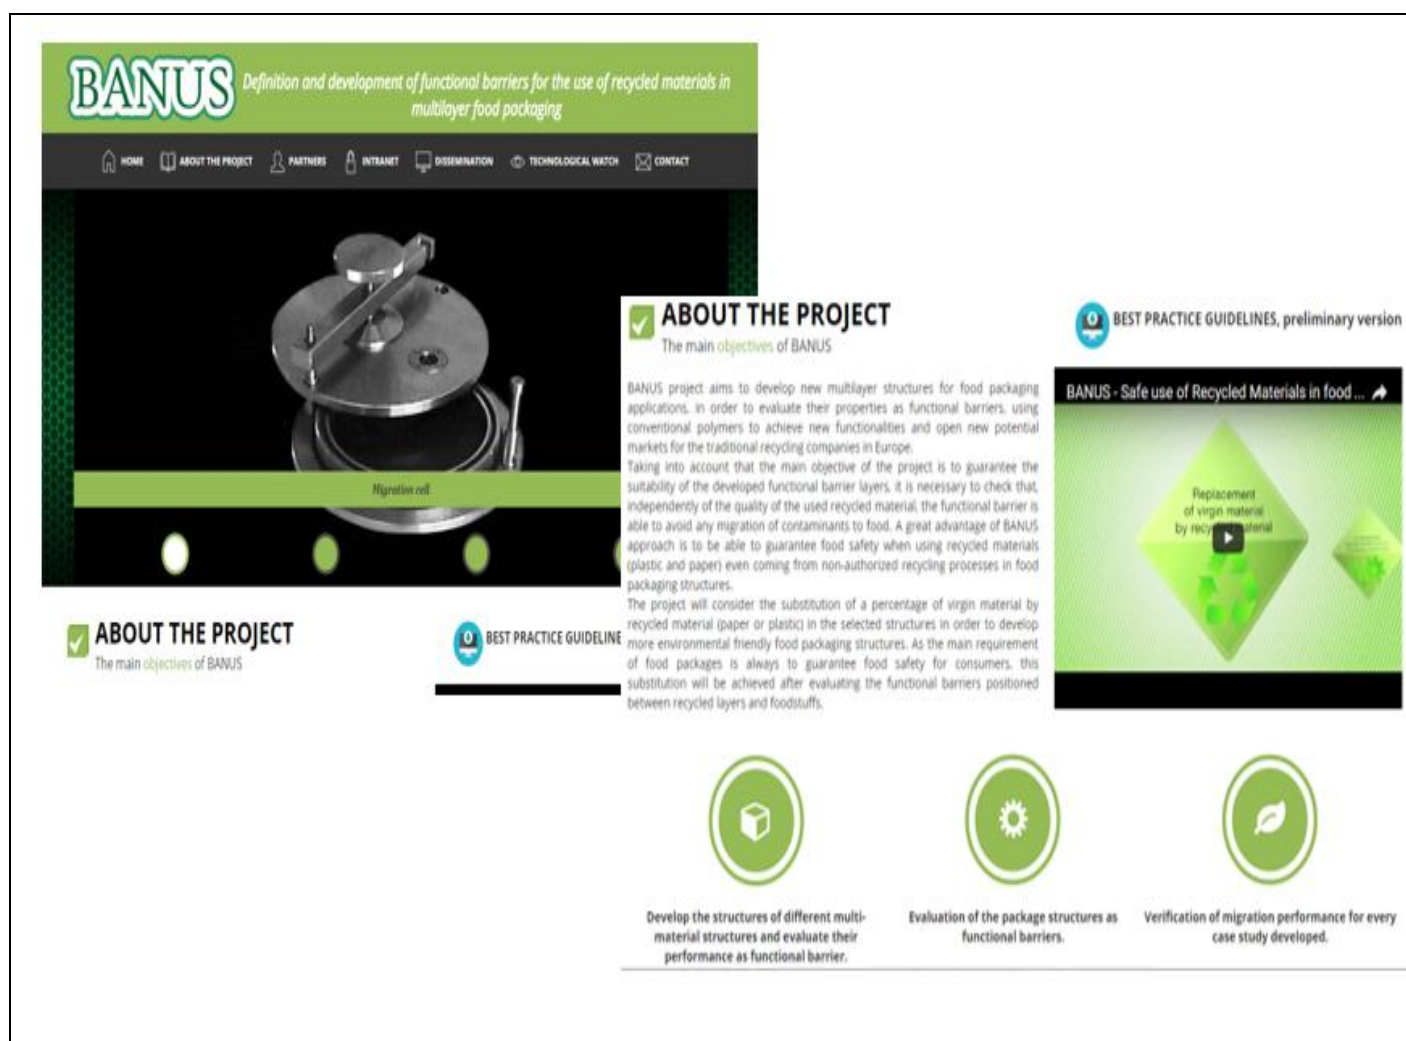 BANUS
Definition and development of functional barriers for the use of recycled materials in
multilayer food packaging
HOME
ABOUT THE PROJECT
PARTNERS
INTRANET
DISSEMINATION
TECHNOLOGICAL WATCH
CONTACT
Migration cell
ABOUT THE PROJECT
The main objectives of BANUS
BEST PRACTICE GUIDELINE
ABOUT THE PROJECT
The main objectives of BANUS
BANUS project aims to develop new multilayer structures for food packaging
applications, in order to evaluate their properties as functional barriers, using
conventional polymers to achieve new functionalities and open new potential
markets for the traditional recycling companies in Europe.
Taking into account that the main objective of the project is to guarantee the
suitability of the developed functional barrier layers, it is necessary to check that,
independently of the quality of the used recycled material, the functional barrier is
able to avoid any migration of contaminants to food. A great advantage of BANUS
approach is to be able to guarantee food safety when using recycled materials
(plastic and paper) even coming from non-authorized recycling processes in food
packaging structures.
The project will consider the substitution of a percentage of virgin material by
recycled material (paper or plastic) in the selected structures in order to develop
more environmental friendly food packaging structures. As the main requirement
of food packages is always to guarantee food safety for consumers, this
substitution will be achieved after evaluating the functional barriers positioned
between recycled layers and foodstuffs.
BEST PRACTICE GUIDELINES, preliminary version
BANUS - Safe use of Recycled Materials in food ...
Replacement
of virgin material
by recycled material
Develop the structures of different multi-
material structures and evaluate their
performance as functional barrier.
Evaluation of the package structures as
functional barriers.
Verification of migration performance for every
case study developed.